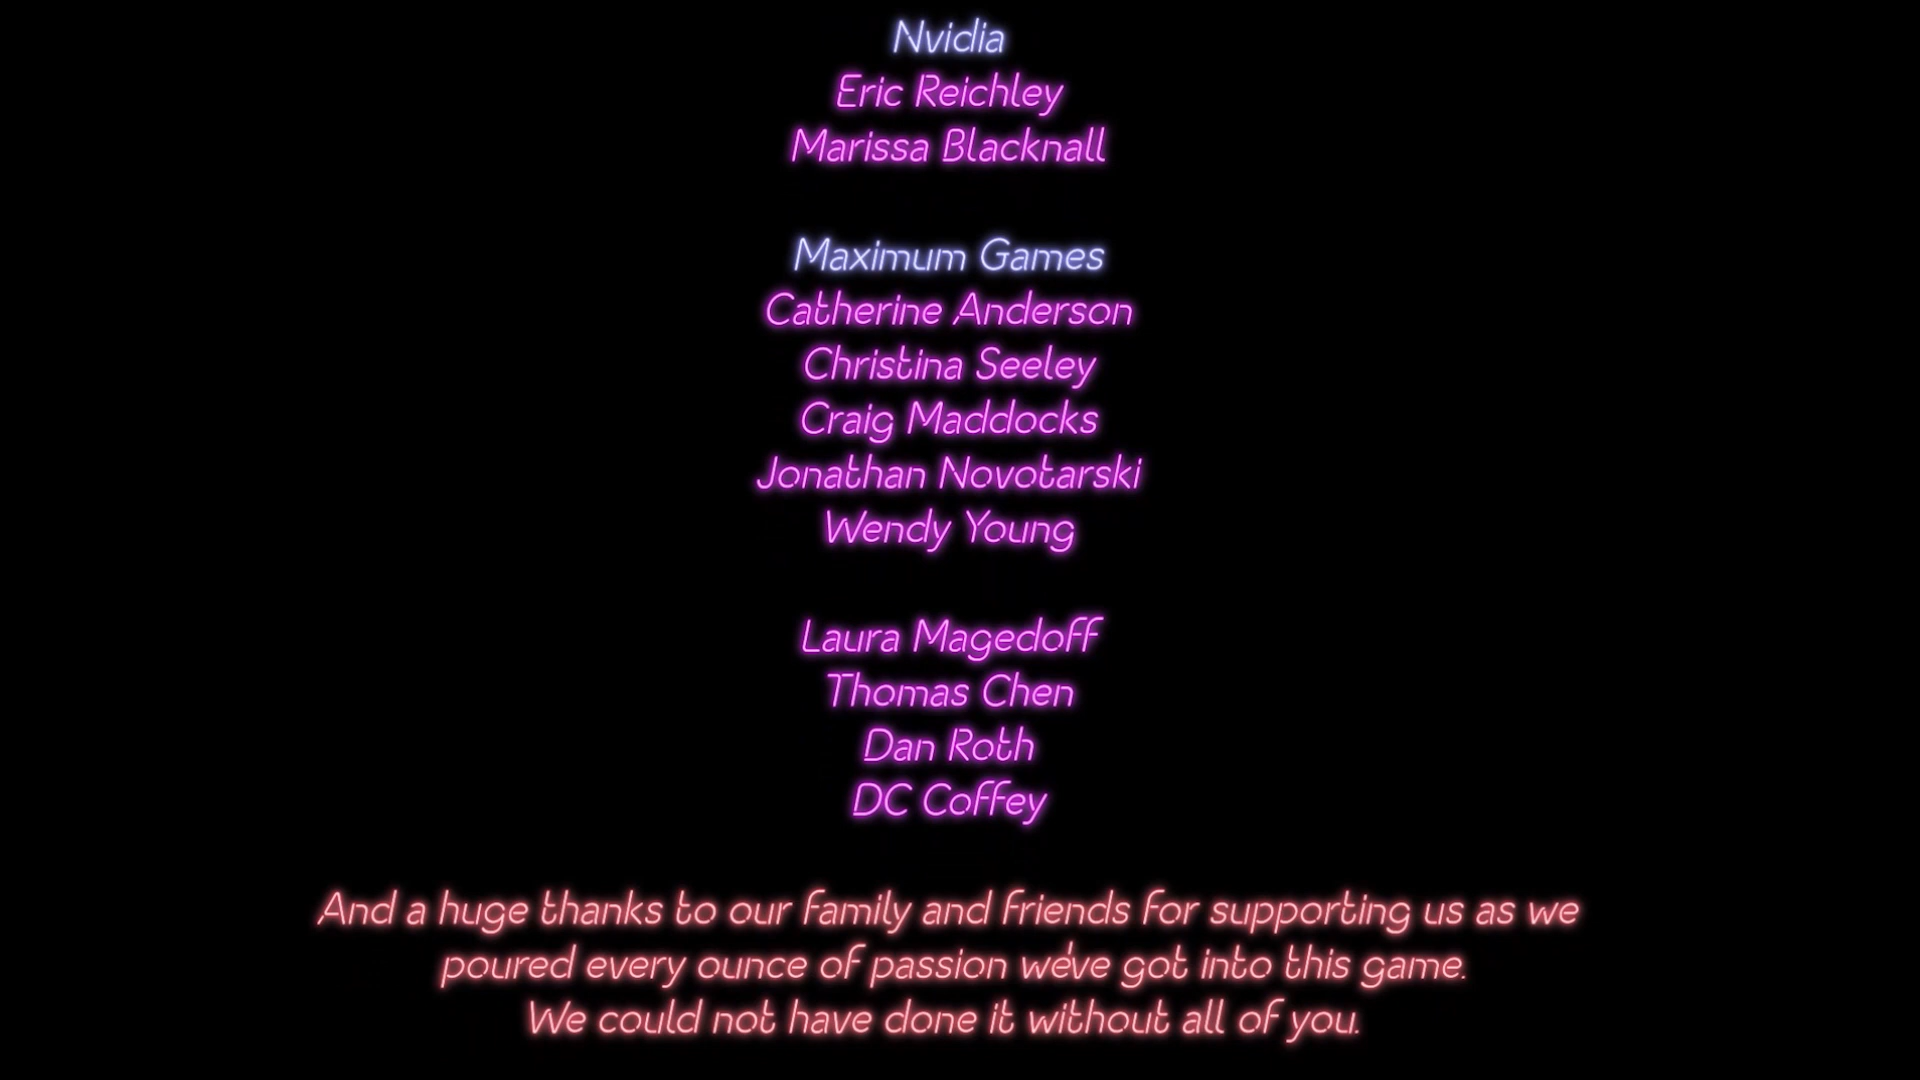 Nvidia
Eric Reichley
Marissa Blacknall
Maximum Games
Catherine Anderson
Christina Seeley
Craig Maddocks
Jonathan Novotarski
Wendy Young
Laura Magedoff
Thomas Chen
Dan Roth
DC Coffey
And a huge thanks to our family and friends for supporting us as we
poured every ounce of passion we've got into this game.
We could not have done it without all of you.